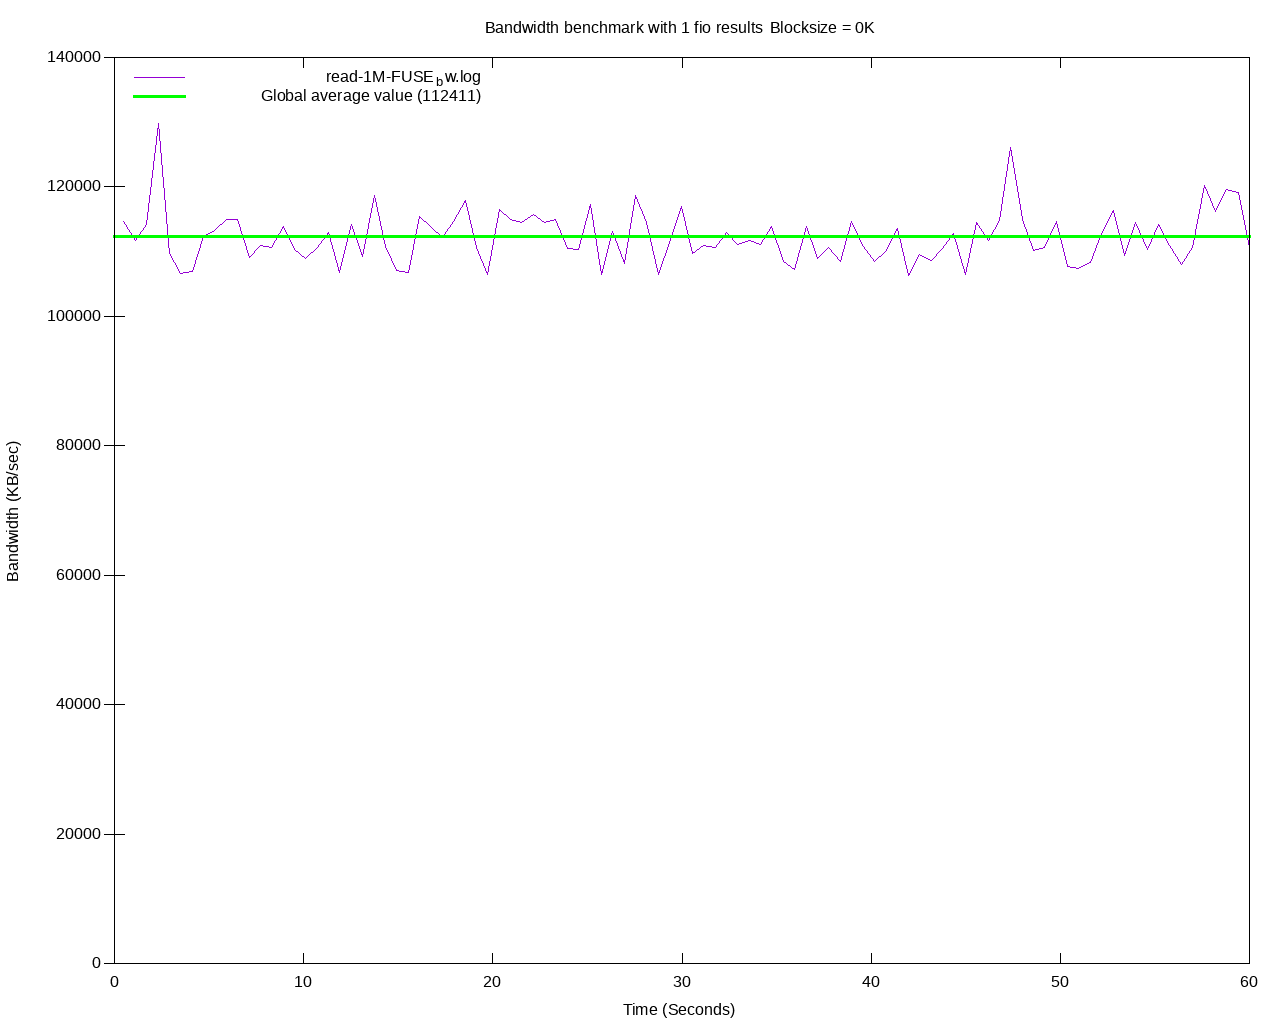 Bandwidth benchmark with 1 fio results Blocksize = 0K
140000
120000
100000
80000
60000
40000
20000
0
read-1M-FUSE_bw.log
Global average value (112411)
Bandwidth (KB/sec)
0 10 20 30 40 50 60
Time (Seconds)